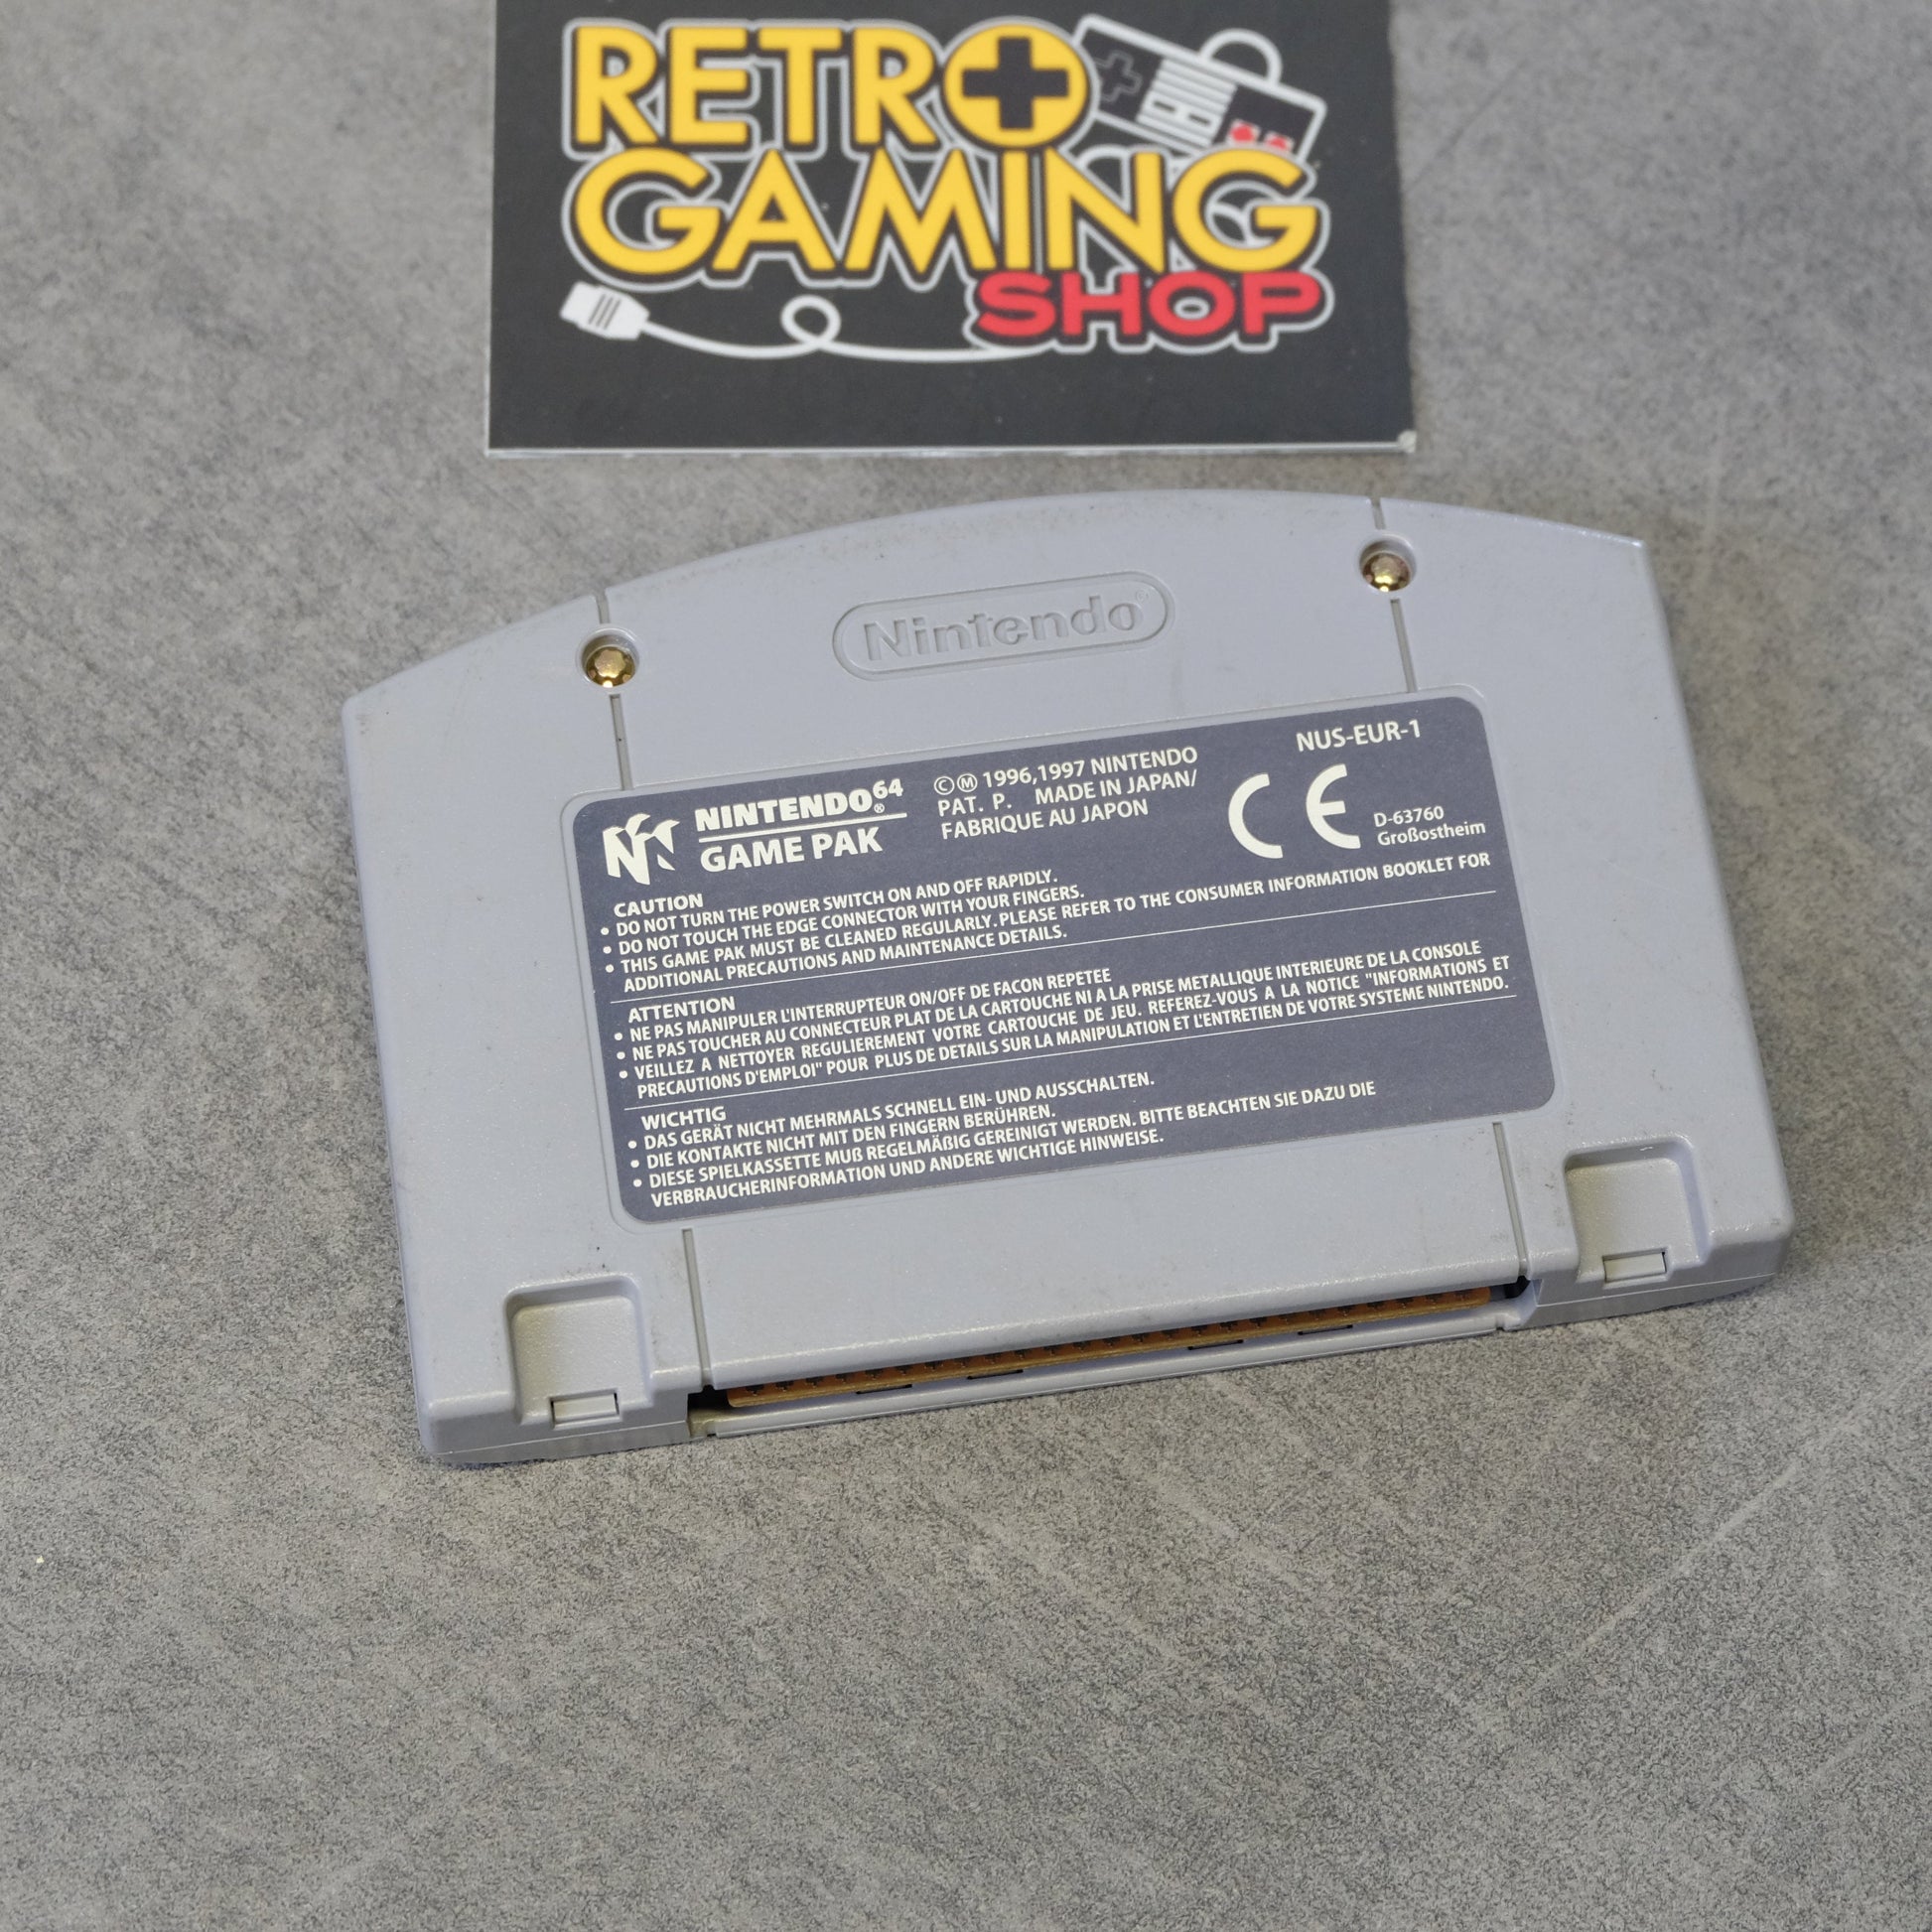 RETRO
GAMING
SHOP
Nintendo®
NUS-EUR-1
NINTENDO®64
GAME PAK
©Ⓜ 1996,1997 NINTENDO
PAT. P. MADE IN JAPAN/
FABRIQUE AU JAPON
CE
D-63760
Großostheim
CAUTION
• DO NOT TURN THE POWER SWITCH ON AND OFF RAPIDLY.
• DO NOT TOUCH THE EDGE CONNECTOR WITH YOUR FINGERS.
• THIS GAME PAK MUST BE CLEANED REGULARLY. PLEASE REFER TO THE CONSUMER INFORMATION BOOKLET FOR
ADDITIONAL PRECAUTIONS AND MAINTENANCE DETAILS.
ATTENTION
• NE PAS MANIPULER L'INTERRUPTEUR ON/OFF DE FACON REPETEE
• NE PAS TOUCHER AU CONNECTEUR PLAT DE LA CARTOUCHE NI A LA PRISE METALLIQUE INTERIEURE DE LA CONSOLE
• VEILLEZ A NETTOYER REGULIEREMENT VOTRE CARTOUCHE DE JEU. REFEREZ-VOUS A LA NOTICE "INFORMATIONS ET
PRECAUTIONS D'EMPLOI" POUR PLUS DE DETAILS SUR LA MANIPULATION ET L'ENTRETIEN DE VOTRE SYSTEME NINTENDO.
WICHTIG
• DAS GERÄT NICHT MEHRMALS SCHNELL EIN- UND AUSSCHALTEN.
• DIE KONTAKTE NICHT MIT DEN FINGERN BERÜHREN.
• DIESE SPIELKASSETTE MUß REGELMÄßIG GEREINIGT WERDEN. BITTE BEACHTEN SIE DAZU DIE
VERBRAUCHERINFORMATION UND ANDERE WICHTIGE HINWEISE.